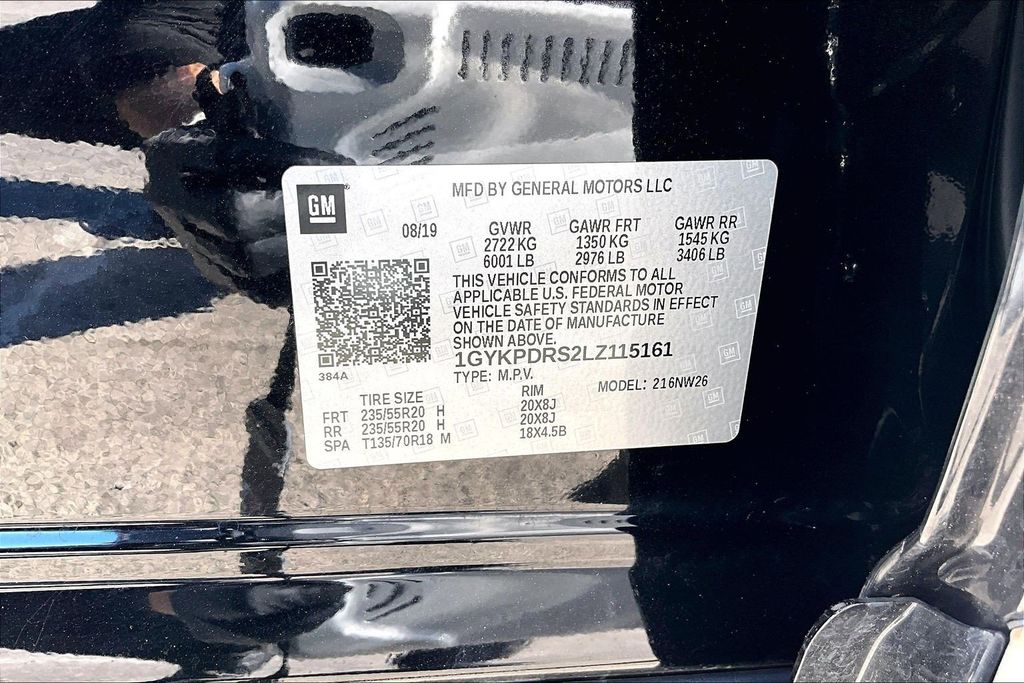 GM
MFD BY GENERAL MOTORS LLC
08/19
GVWR GAWR FRT GAWR RR
2722 KG 1350 KG 1545 KG
6001 LB 2976 LB 3406 LB
THIS VEHICLE CONFORMS TO ALL
APPLICABLE U.S. FEDERAL MOTOR
VEHICLE SAFETY STANDARDS IN EFFECT
ON THE DATE OF MANUFACTURE
SHOWN ABOVE.
1GYKPDRS2LZ115161
384A
TYPE: M.P.V. MODEL: 216NW26
TIRE SIZE RIM
FRT 235/55R20 H 20X8J
RR 235/55R20 H 20X8J
SPA T135/70R18 M 18X4.5B